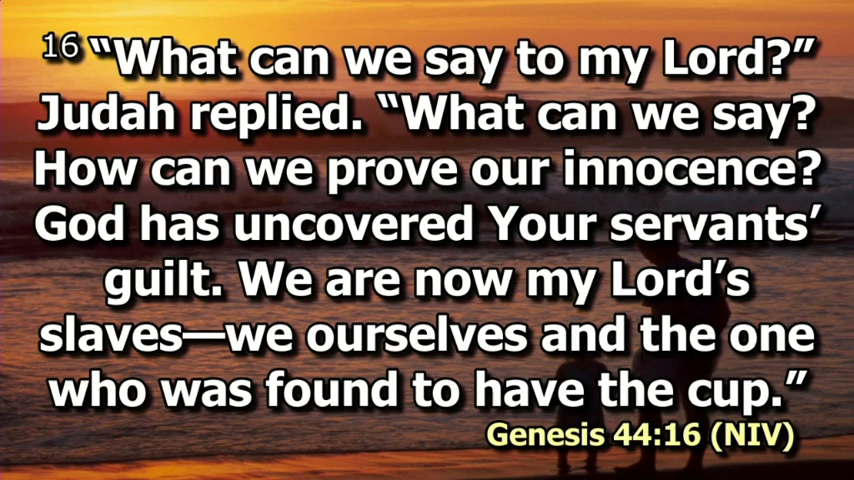 16 “What can we say to my Lord?”
Judah replied. “What can we say?
How can we prove our innocence?
God has uncovered Your servants’
guilt. We are now my Lord’s
slaves—we ourselves and the one
who was found to have the cup.”
Genesis 44:16 (NIV)